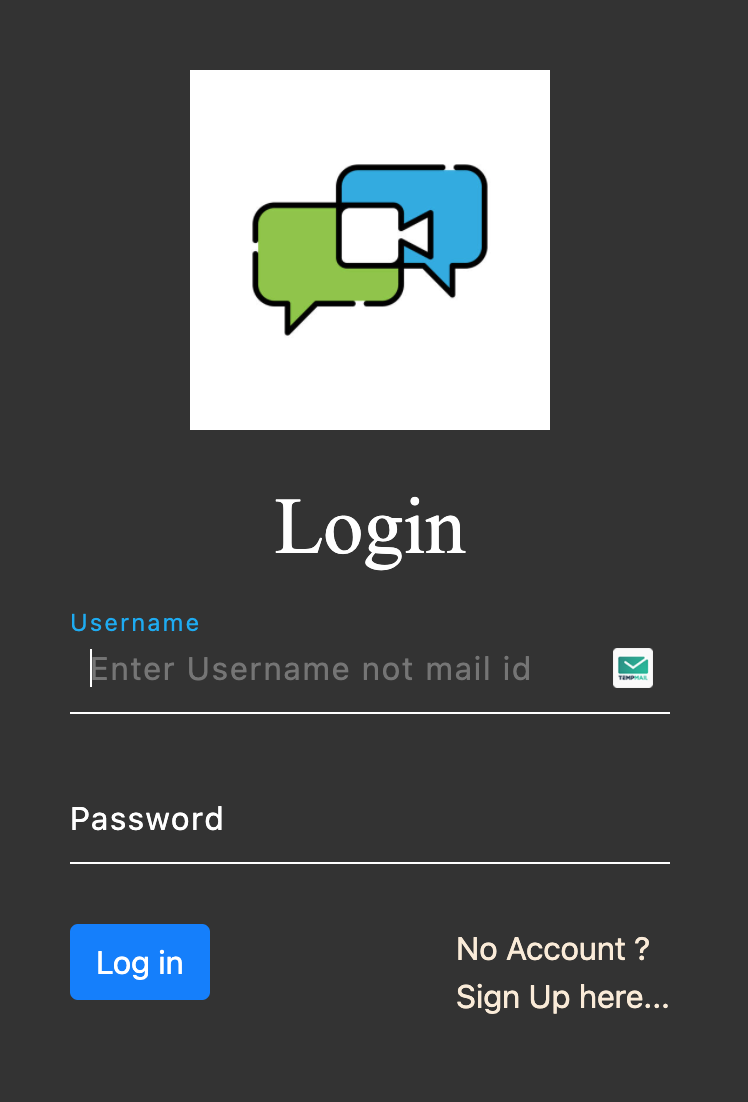 Login
Username
Enter Username not mail id
TEMPMAIL
Password
Log in
No Account ?
Sign Up here...